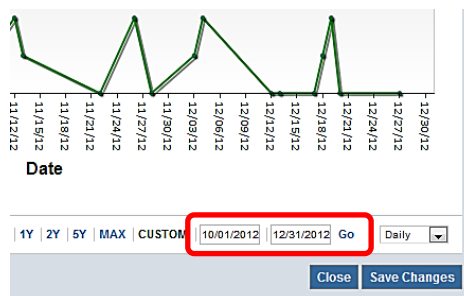 11/12/12 11/15/12 11/18/12 11/21/12 11/24/12 11/27/12 11/30/12 12/03/12 12/06/12 12/09/12 12/12/12 12/15/12 12/18/12 12/21/12 12/24/12 12/27/12 12/30/12
Date
| 1Y | 2Y | 5Y | MAX | CUSTOM | 10/01/2012 | 12/31/2012 Go Daily
Close Save Changes